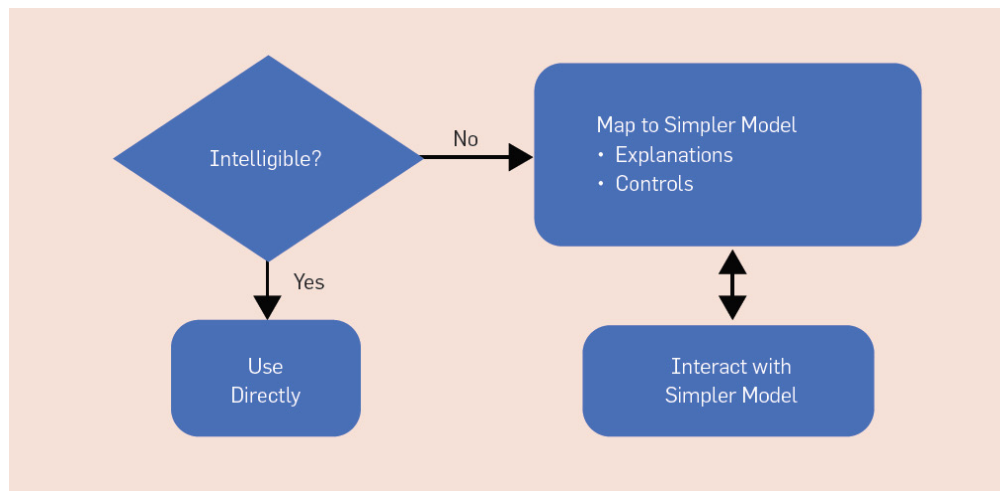 Intelligible?
No
Map to Simpler Model
• Explanations
• Controls
Yes
Use
Directly
Interact with
Simpler Model